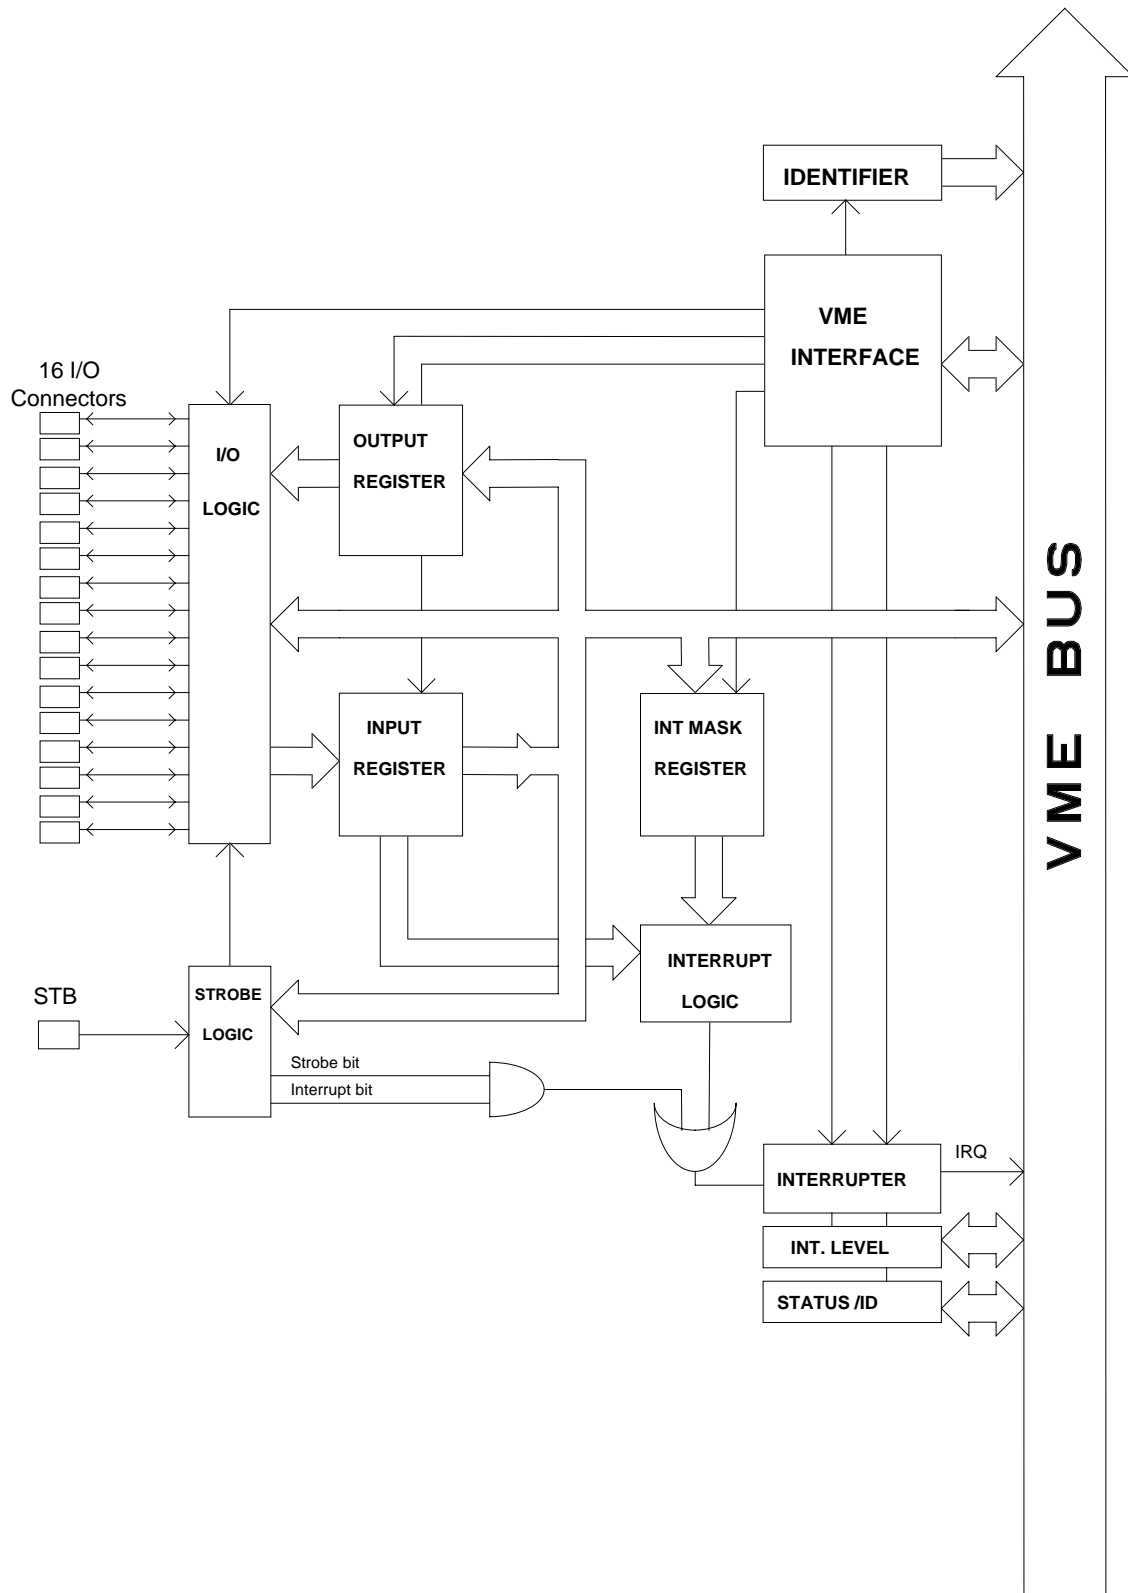 IDENTIFIER
VME
INTERFACE
16 I/O
Connectors
I/O
LOGIC
OUTPUT
REGISTER
INPUT
REGISTER
INT MASK
REGISTER
VME BUS
INTERRUPT
LOGIC
STB
STROBE
LOGIC
Strobe bit
Interrupt bit
INTERRUPTER
IRQ
INT. LEVEL
STATUS /ID